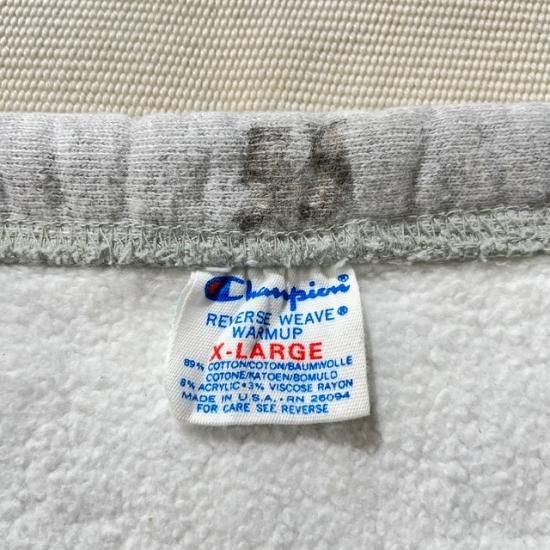 Champion
REVERSE WEAVE®
WARMUP
X-LARGE
89% COTTON/COTON/BAUMWOLLE
COTONE/KATOEN/BOMULD
8% ACRYLIC • 3% VISCOSE RAYON
MADE IN U.S.A. • RN 26094
FOR CARE SEE REVERSE